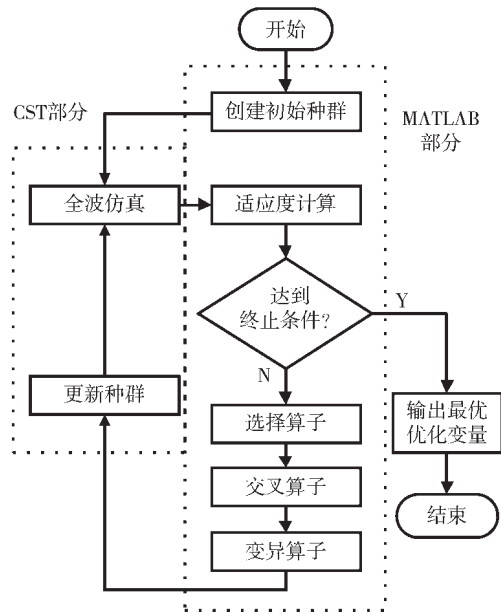 开始
CST部分
创建初始种群
MATLAB
部分
全波仿真
适应度计算
达到
终止条件?
Y
N
更新种群
选择算子
输出最优
优化变量
交叉算子
结束
变异算子